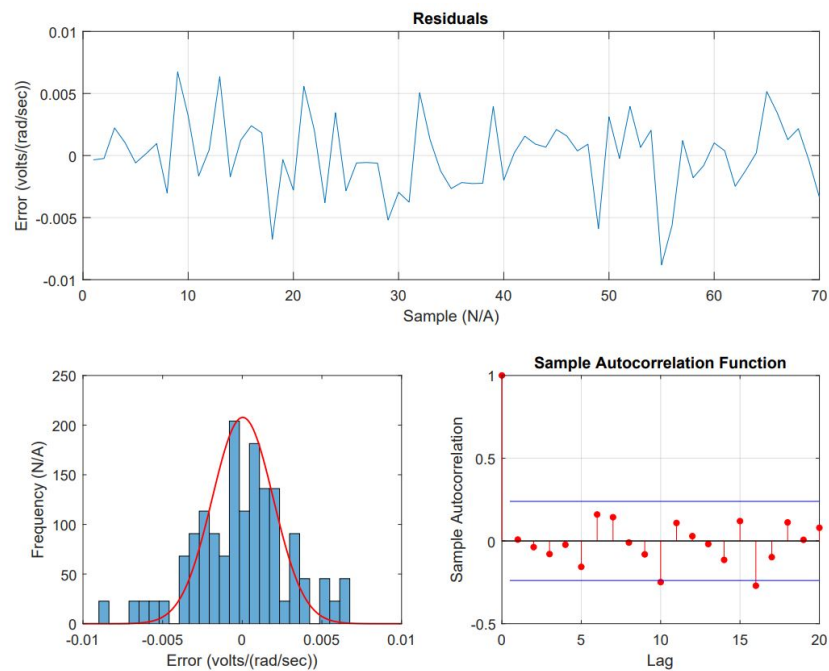 Residuals
0.01
0.005
0
-0.005
-0.01
Error (volts/(rad/sec))
0 10 20 30 40 50 60 70
Sample (N/A)
250
200
150
100
50
0
Frequency (N/A)
-0.01 -0.005 0 0.005 0.01
Error (volts/(rad/sec))
Sample Autocorrelation Function
1
0.5
0
-0.5
Sample Autocorrelation
0 5 10 15 20
Lag